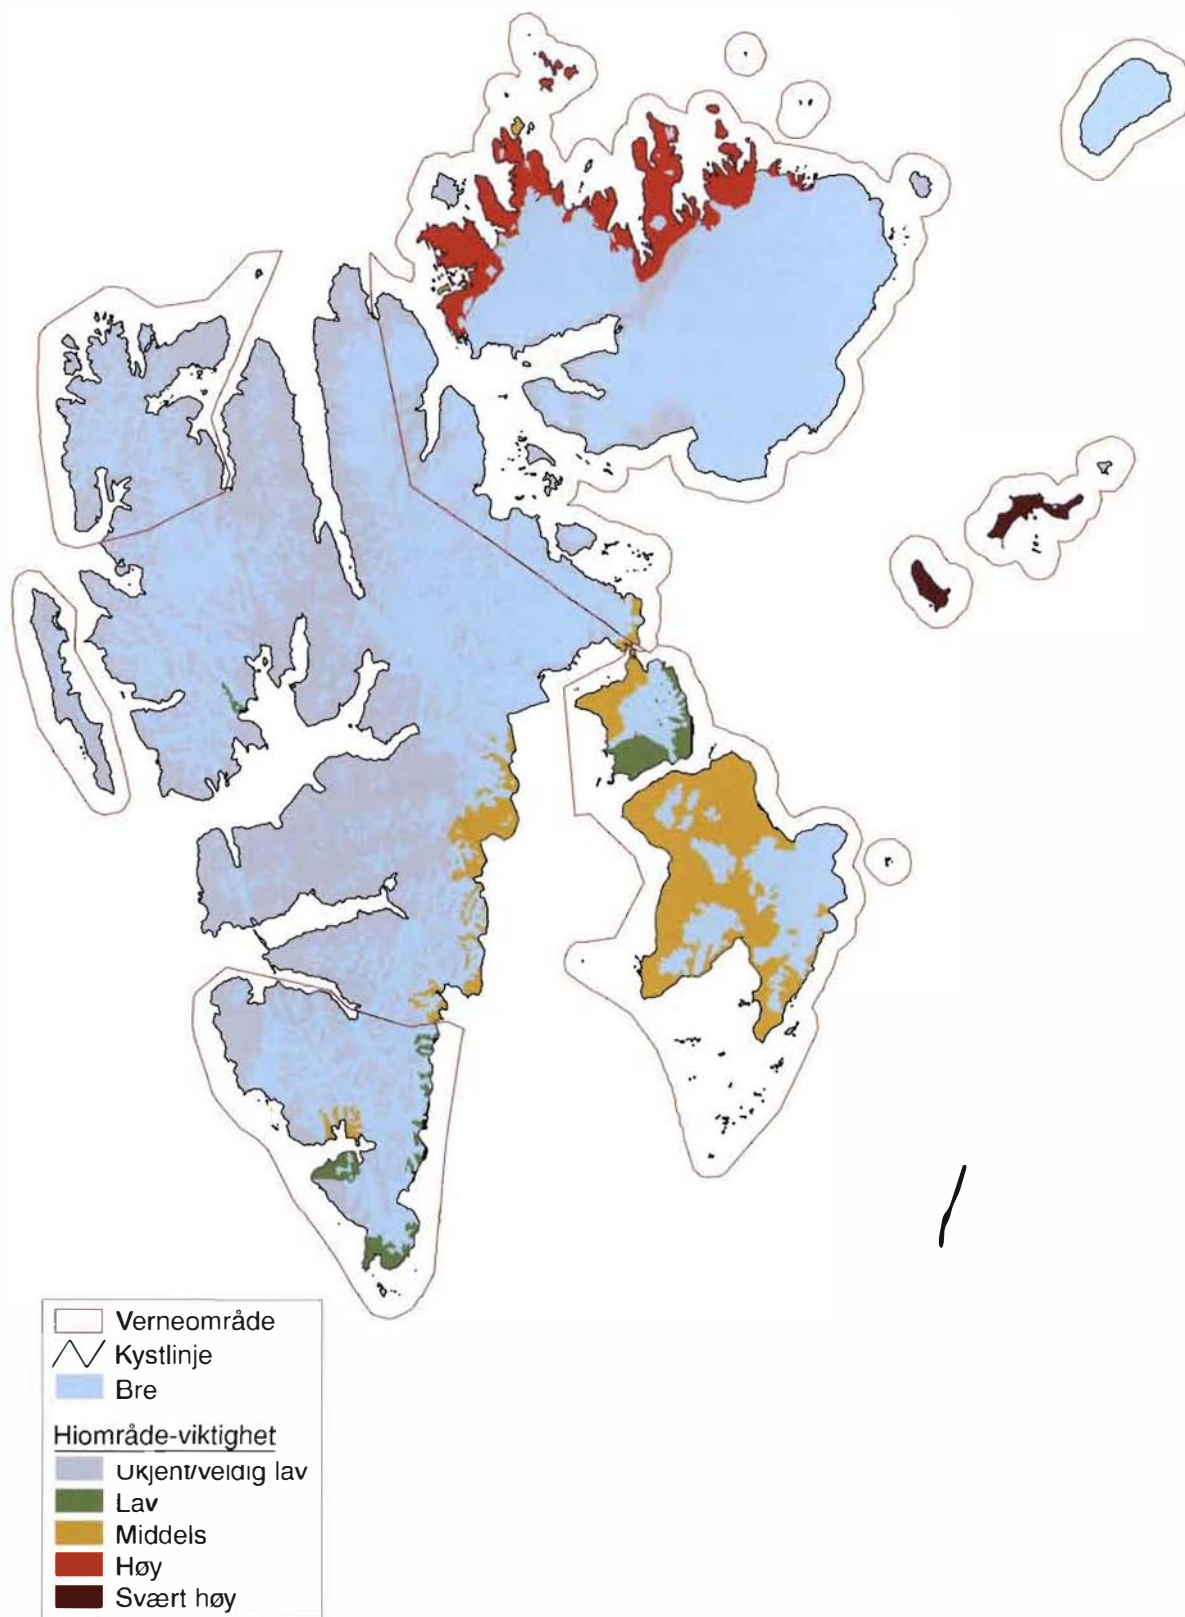 Verneområde
Kystlinje
Bre
Hiområde-viktighet
Ukjent/veldig lav
Lav
Middels
Høy
Svært høy